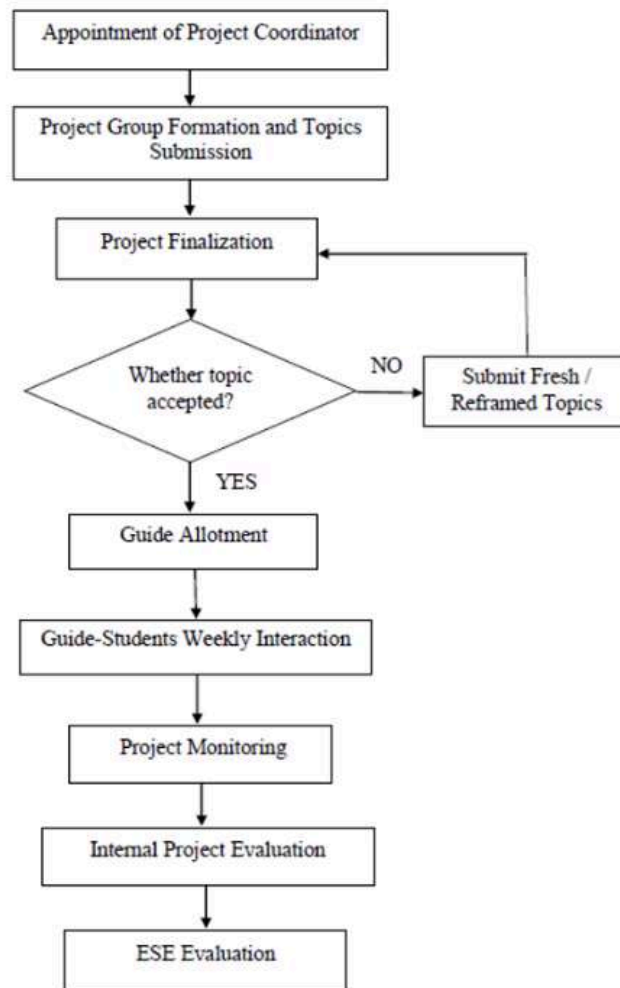 Appointment of Project Coordinator
Project Group Formation and Topics
Submission
Project Finalization
Whether topic
accepted?
NO
Submit Fresh /
Reframed Topics
YES
Guide Allotment
Guide-Students Weekly Interaction
Project Monitoring
Internal Project Evaluation
ESE Evaluation